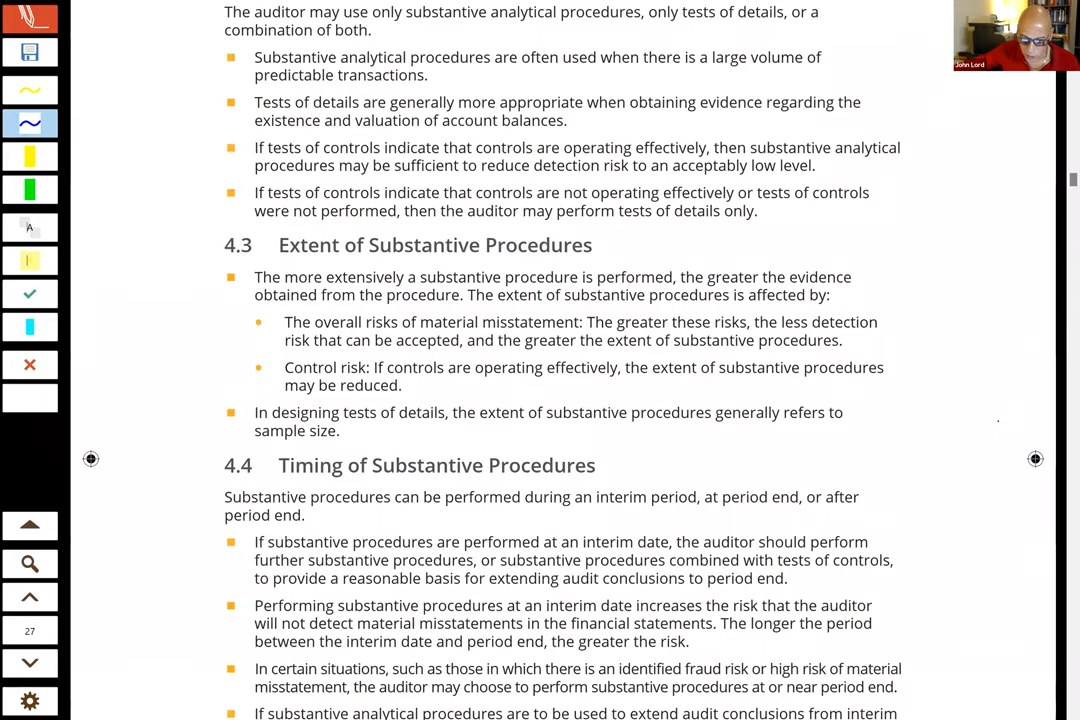 The auditor may use only substantive analytical procedures, only tests of details, or a
combination of both.
Substantive analytical procedures are often used when there is a large volume of
predictable transactions.
Tests of details are generally more appropriate when obtaining evidence regarding the
existence and valuation of account balances.
If tests of controls indicate that controls are operating effectively, then substantive analytical
procedures may be sufficient to reduce detection risk to an acceptably low level.
If tests of controls indicate that controls are not operating effectively or tests of controls
were not performed, then the auditor may perform tests of details only.
4.3 Extent of Substantive Procedures
The more extensively a substantive procedure is performed, the greater the evidence
obtained from the procedure. The extent of substantive procedures is affected by:
The overall risks of material misstatement: The greater these risks, the less detection
risk that can be accepted, and the greater the extent of substantive procedures.
Control risk: If controls are operating effectively, the extent of substantive procedures
may be reduced.
In designing tests of details, the extent of substantive procedures generally refers to
sample size.
4.4 Timing of Substantive Procedures
Substantive procedures can be performed during an interim period, at period end, or after
period end.
If substantive procedures are performed at an interim date, the auditor should perform
further substantive procedures, or substantive procedures combined with tests of controls,
to provide a reasonable basis for extending audit conclusions to period end.
Performing substantive procedures at an interim date increases the risk that the auditor
will not detect material misstatements in the financial statements. The longer the period
between the interim date and period end, the greater the risk.
In certain situations, such as those in which there is an identified fraud risk or high risk of material
misstatement, the auditor may choose to perform substantive procedures at or near period end.
If substantive analytical procedures are to be used to extend audit conclusions from interim
A
27
John Lord